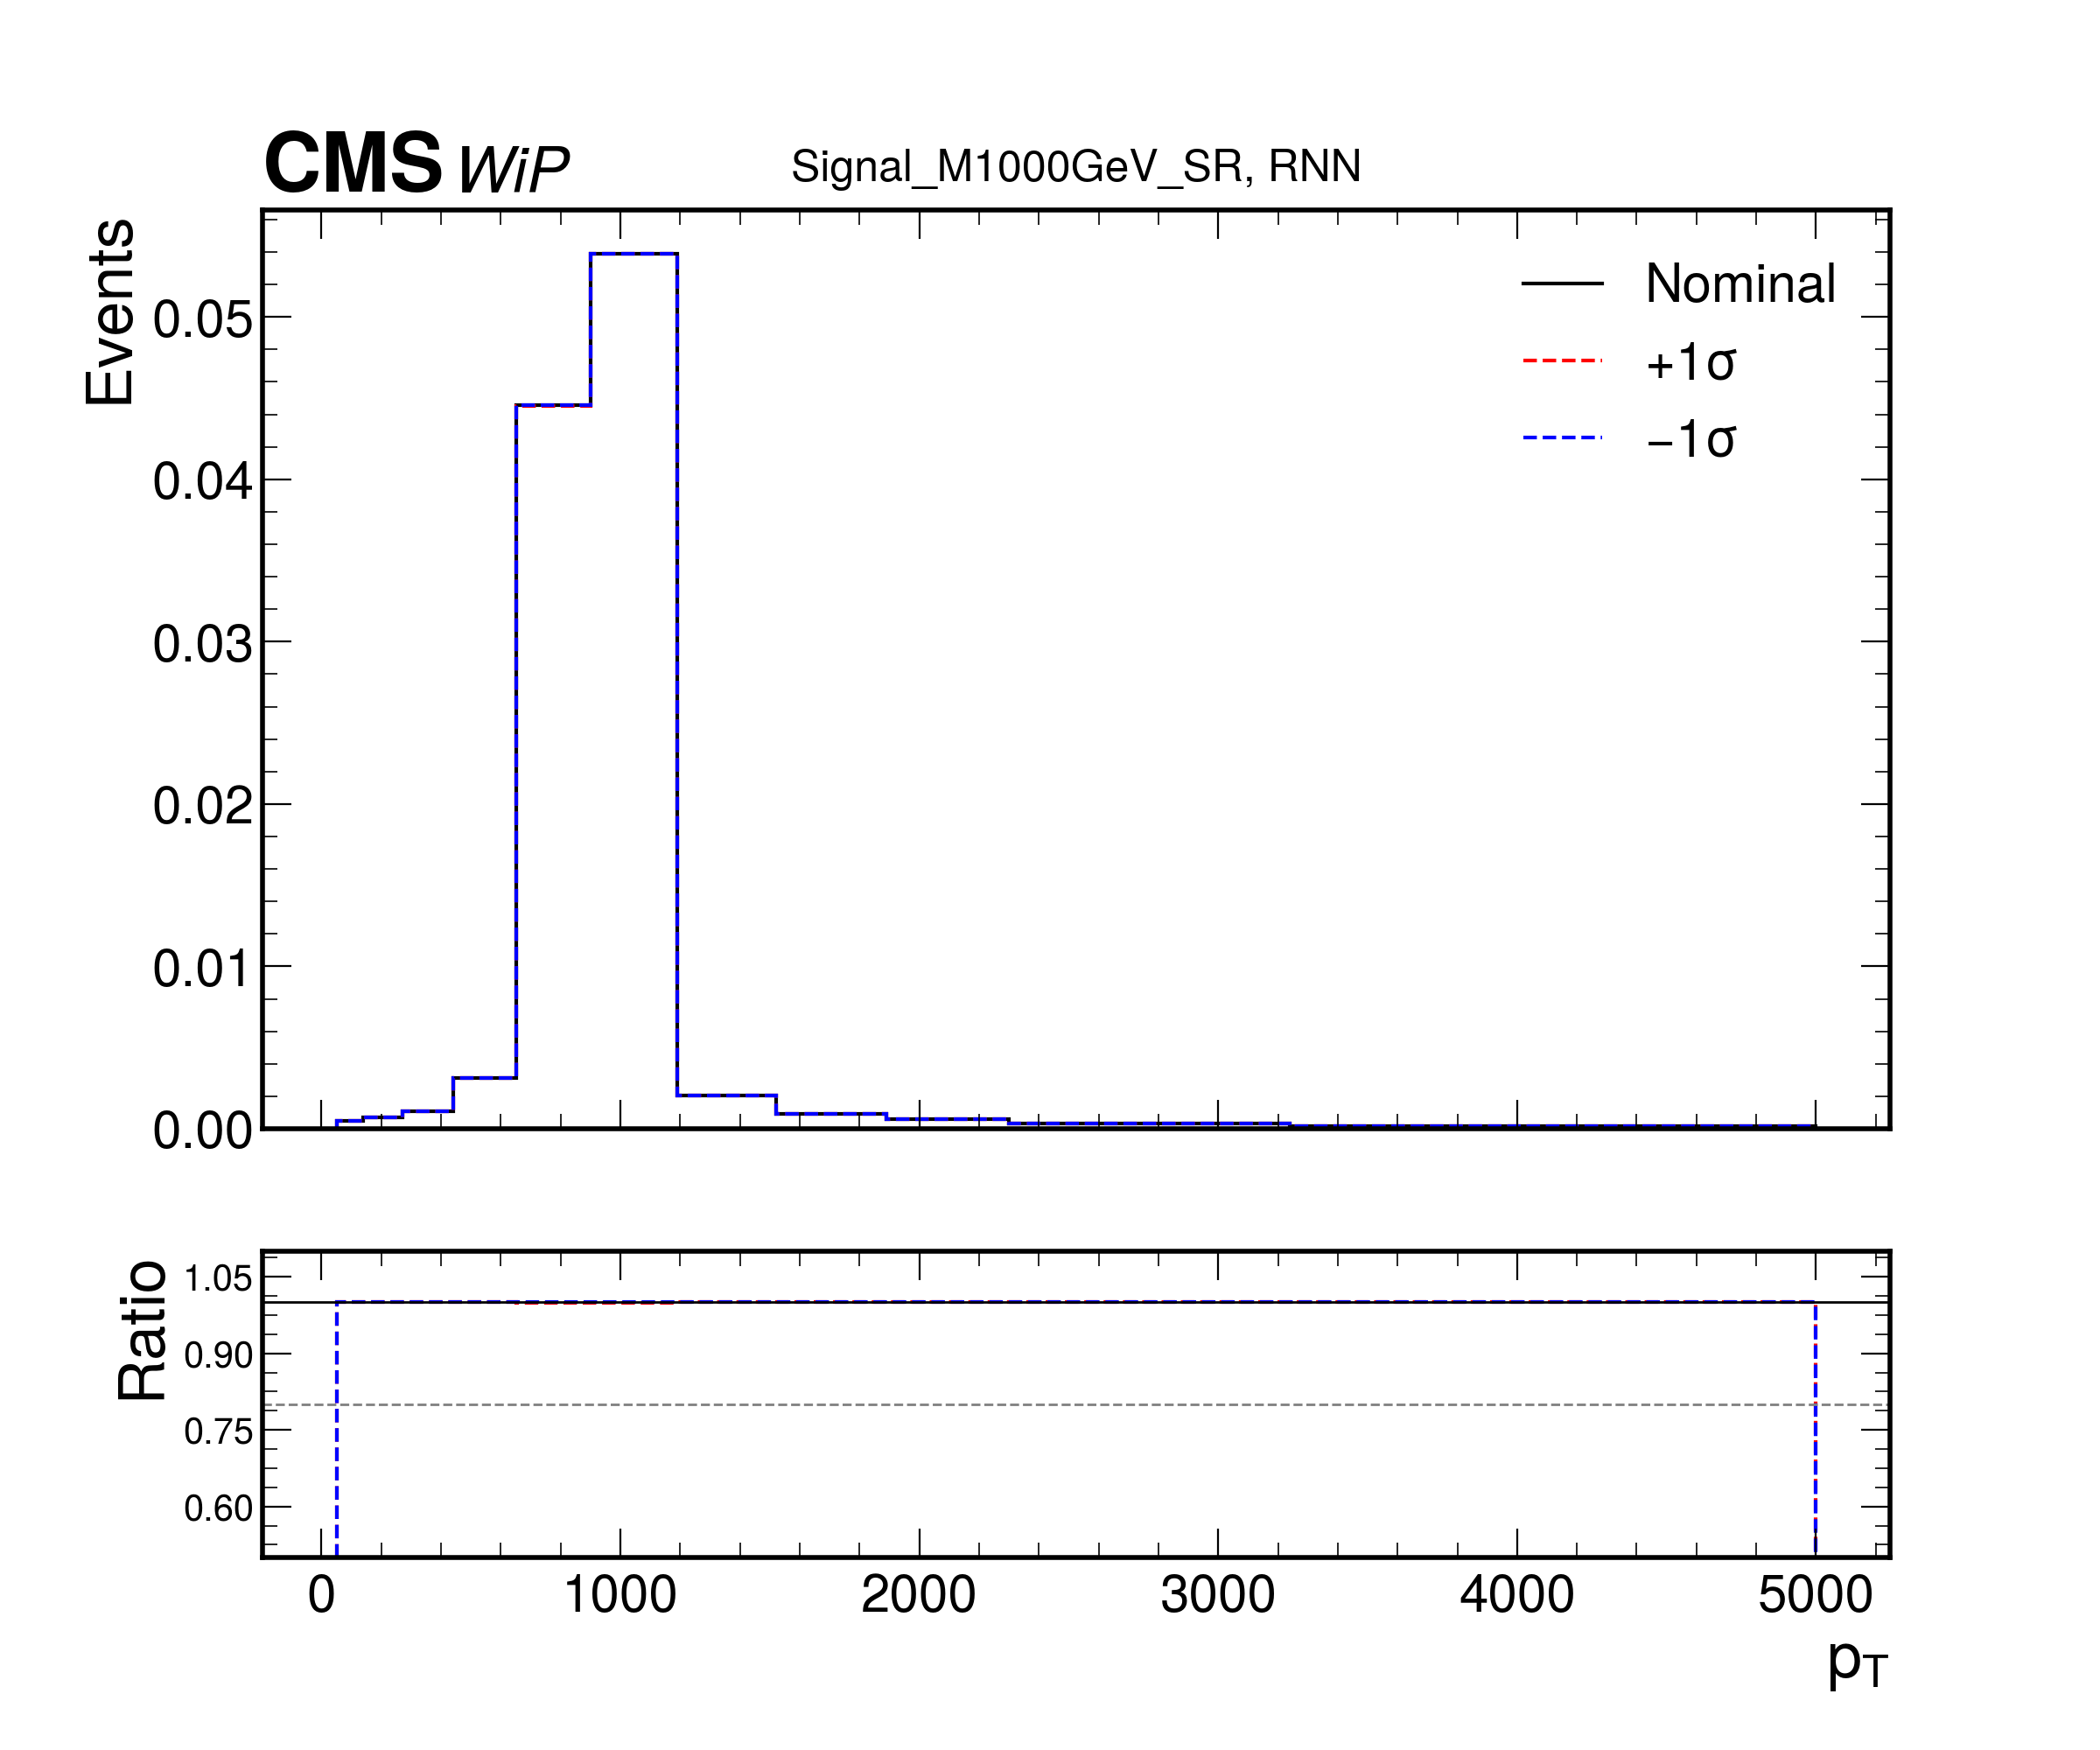 CMS WiP
Signal_M1000GeV_SR, RNN
Events
0.05
0.04
0.03
0.02
0.01
0.00
Nominal
+1σ
−1σ
Ratio
1.05
0.90
0.75
0.60
0 1000 2000 3000 4000 5000
pT